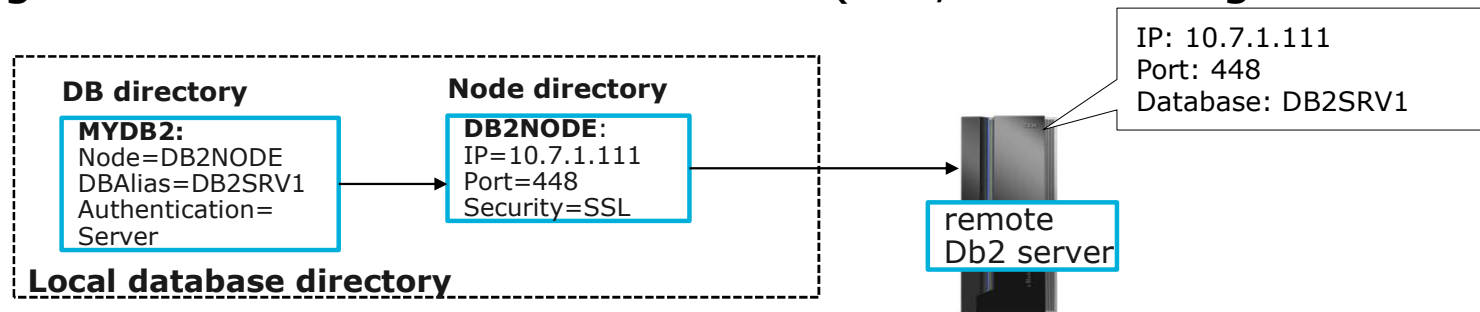 DB directory
MYDB2:
Node=DB2NODE
DBAlias=DB2SRV1
Authentication=
Server
Node directory
DB2NODE:
IP=10.7.1.111
Port=448
Security=SSL
Local database directory
IP: 10.7.1.111
Port: 448
Database: DB2SRV1
remote
Db2 server